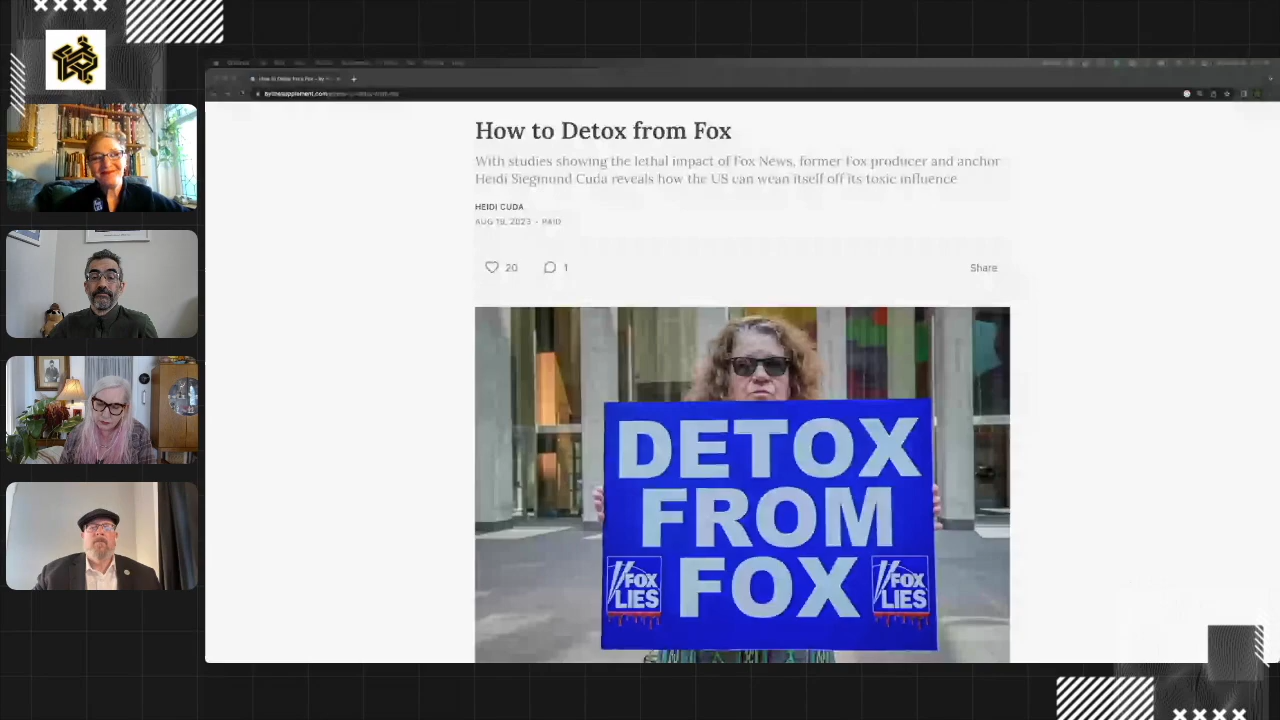 How to Detox from Fox
With studies showing the lethal impact of Fox News, former Fox producer and anchor
Heidi Siegmund Cuda reveals how the US can wean itself off its toxic influence
HEIDI CUDA
AUG 19, 2023 · PAID
20
1
Share
DETOX
FROM
FOX
FOX
LIES
FOX
LIES